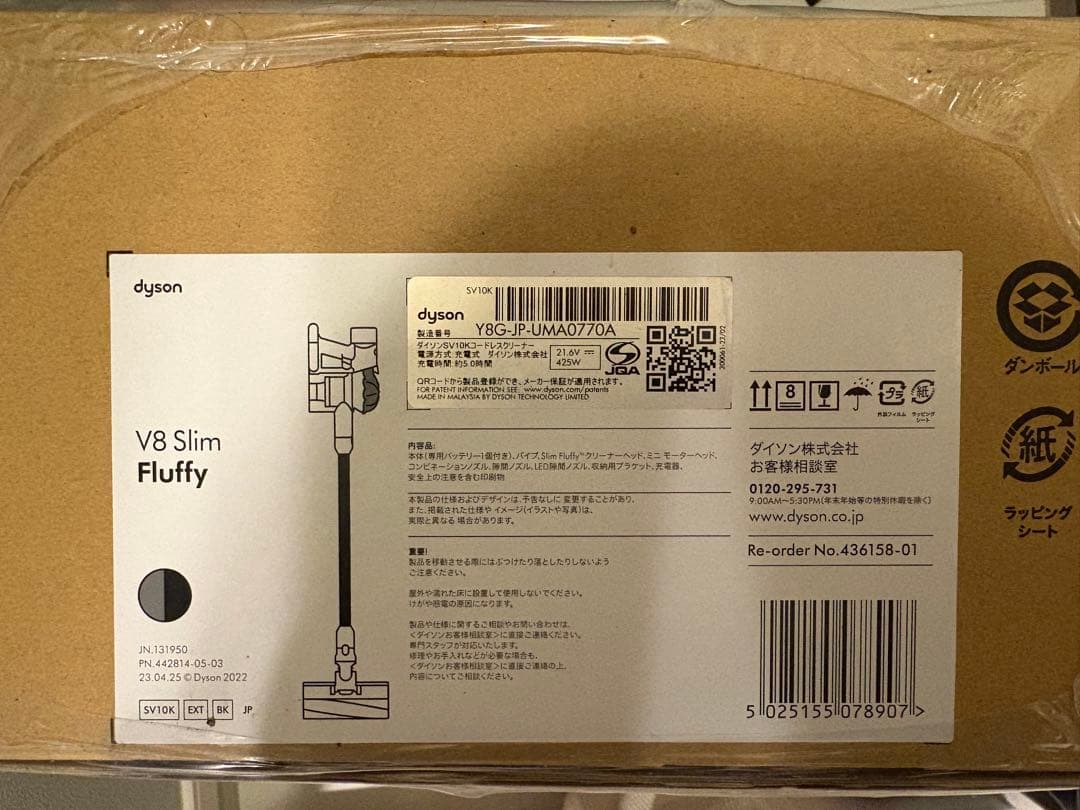 dyson
V8 Slim
Fluffy
JN.131950
PN.442814-05-03
23.04.25 © Dyson 2022
SV10K EXT BK JP
SV10K
dyson
製造番号 Y8G-JP-UMA0770A
ダイソンSV10Kコードレスクリーナー
電源方式 充電式 ダイソン株式会社
充電時間:約5.0時間
21.6V
425W
JQA
QRコードから製品登録ができ、メーカー保証が適用されます。
FOR PATENT INFORMATION SEE: www.dyson.com/patents
MADE IN MALAYSIA BY DYSON TECHNOLOGY LIMITED
内容品:
本体(専用バッテリー1個付き)、パイプ、Slim Fluffy™クリーナーヘッド、ミニ モーターヘッド、
コンビネーションノズル、隙間ノズル、LED隙間ノズル、収納用ブラケット、充電器、
安全上の注意を含む印刷物
本製品の仕様およびデザインは、予告なしに 変更することがあり、
また、掲載された仕様や イメージ(イラストや写真)は、
実際と異なる 場合があります。
重要!
製品を移動させる際にはぶつけたり落としたりしないよう
ご注意ください。
屋外や濡れた床に設置して使用しないでください。
けがや感電の原因になります。
製品や仕様に関するご相談やお問い合わせは、
<ダイソンお客様相談室>に直接ご連絡ください。
専門スタッフが対応いたします。
修理やお手入れなどが必要な場合も、
<ダイソンお客様相談室>に直接ご連絡の上、
内容についてご相談ください。
8
プラ
紙
外装フィルム
ラッピング
シート
ダイソン株式会社
お客様相談室
0120-295-731
9:00AM~5:30PM(年末年始等の特別休暇を除く)
www.dyson.co.jp
Re-order No.436158-01
5 025155 078907 >
ダンボール
紙
ラッピング
シート